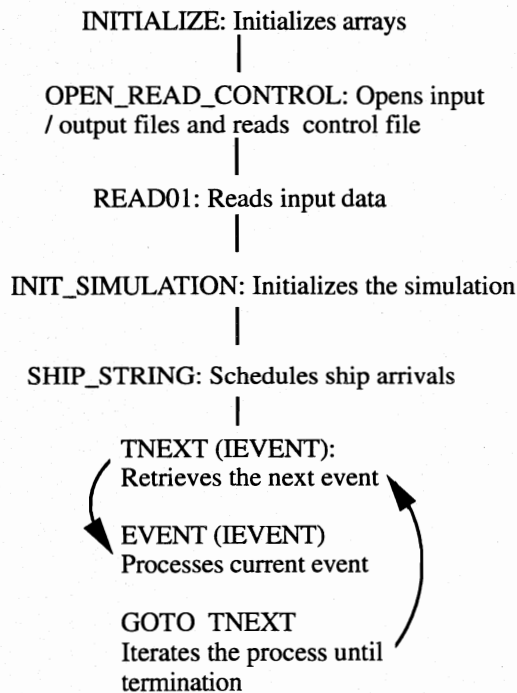 INITIALIZE: Initializes arrays
OPEN_READ_CONTROL: Opens input
/ output files and reads control file
READ01: Reads input data
INIT_SIMULATION: Initializes the simulation
SHIP_STRING: Schedules ship arrivals
TNEXT (IEVENT):
Retrieves the next event
EVENT (IEVENT)
Processes current event
GOTO TNEXT
Iterates the process until
termination